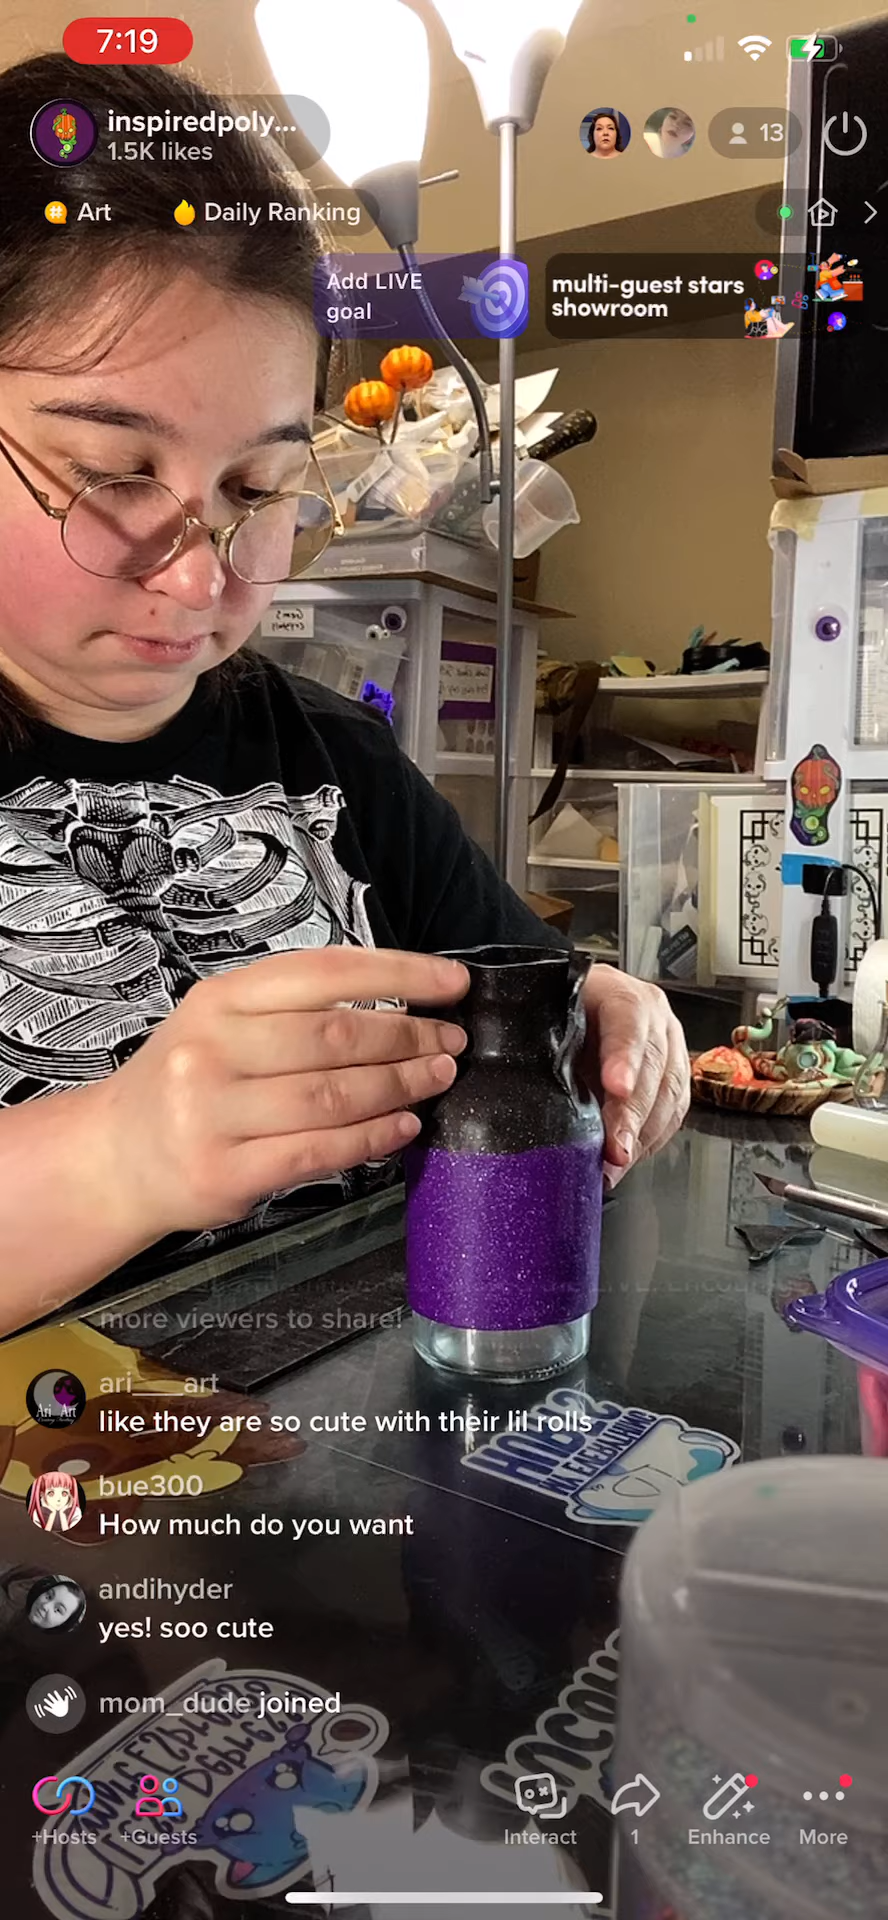 7:19
inspiredpoly...
1.5K likes
13
Art
Daily Ranking
Add LIVE
goal
multi-guest stars
showroom
more viewers to share!
ari___art
like they are so cute with their lil rolls
bue300
How much do you want
andihyder
yes! soo cute
mom_dude joined
+Hosts
+Guests
Interact
1
Enhance
More